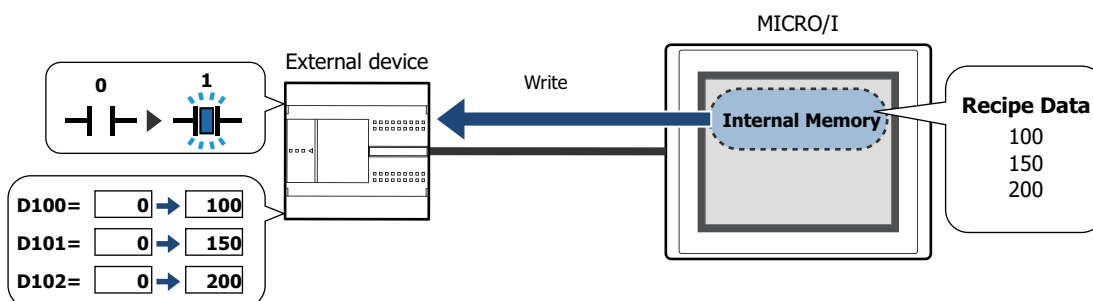 MICRO/I
External device
Write
0 1
Internal Memory
Recipe Data
100
150
200
D100= 0 100
D101= 0 150
D102= 0 200